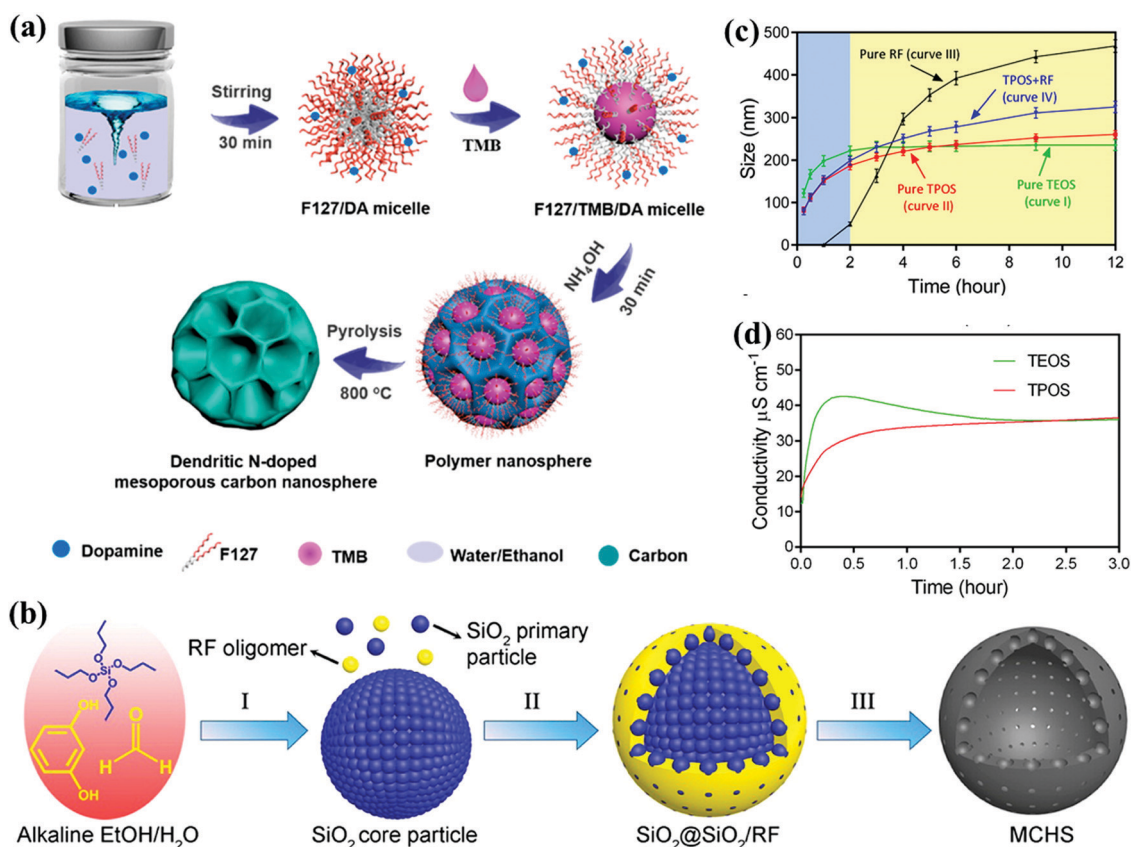 (a)
Stirring
30 min
TMB
F127/DA micelle
F127/TMB/DA micelle
NH₄OH
30 min
Pyrolysis
800 °C
Dendritic N-doped
mesoporous carbon nanosphere
Polymer nanosphere
Dopamine
F127
TMB
Water/Ethanol
Carbon
(c)
Size (nm)
500
400
300
200
100
0
Pure RF (curve III)
TPOS+RF
(curve IV)
Pure TPOS
(curve II)
Pure TEOS
(curve I)
0 2 4 6 8 10 12
Time (hour)
(d)
Conductivity μS cm⁻¹
60
50
40
30
20
10
0
TEOS
TPOS
0.0 0.5 1.0 1.5 2.0 2.5 3.0
Time (hour)
(b)
Si
O
O
O
O
OH
OH
O
H H
Alkaline EtOH/H₂O
I
RF oligomer
SiO₂ primary
particle
SiO₂ core particle
II
SiO₂@SiO₂/RF
III
MCHS